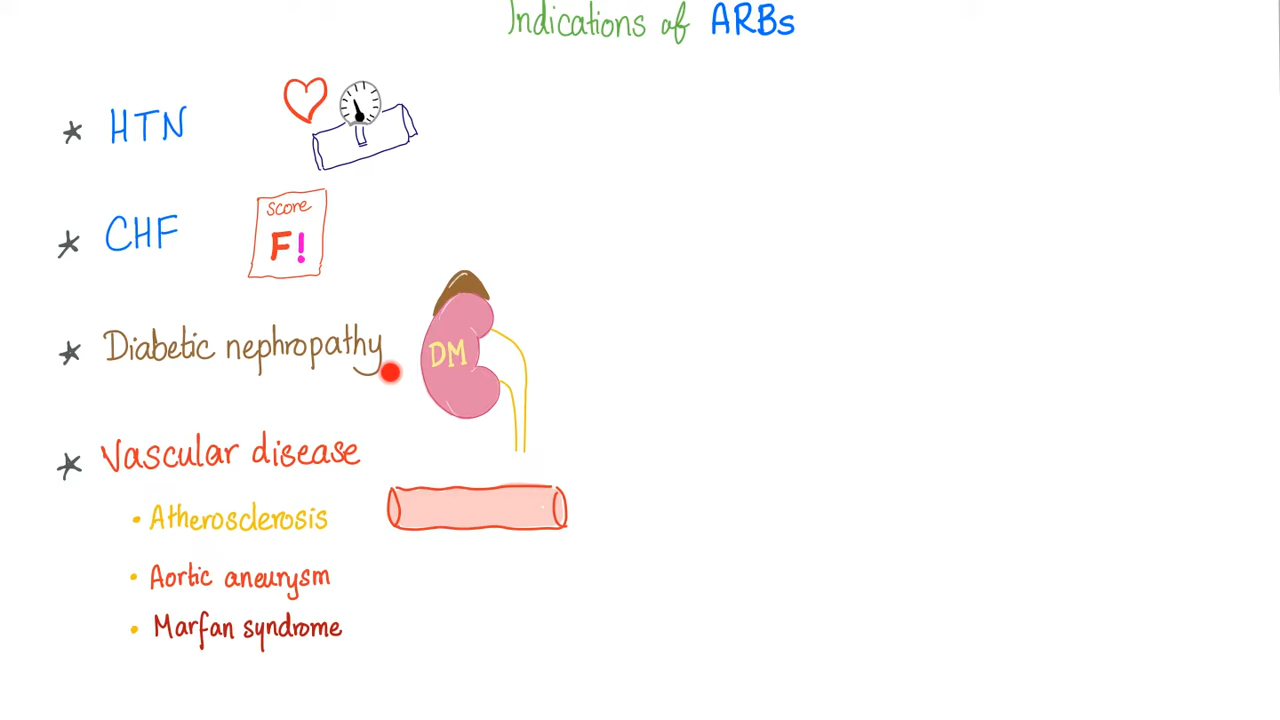 Indications of ARBs
* HTN
* CHF
score
F!
* Diabetic nephropathy
DM
* Vascular disease
• Atherosclerosis
• Aortic aneurysm
• Marfan syndrome